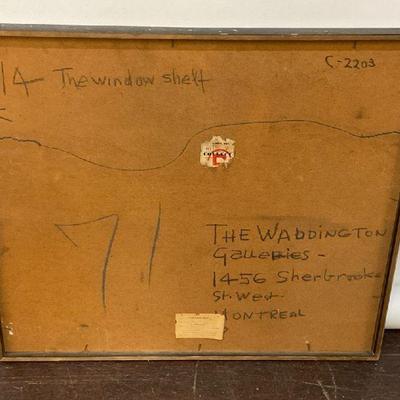 14 The window shelf
C-2203
71
THE WADDINGTON
Galleries -
1456 Sherbrooke
St. West
MONTREAL